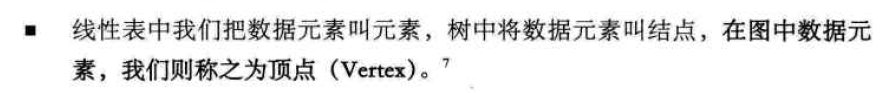 ■ 线性表中我们把数据元素叫元素，树中将数据元素叫结点，在图中数据元
素，我们则称之为顶点（Vertex）。7